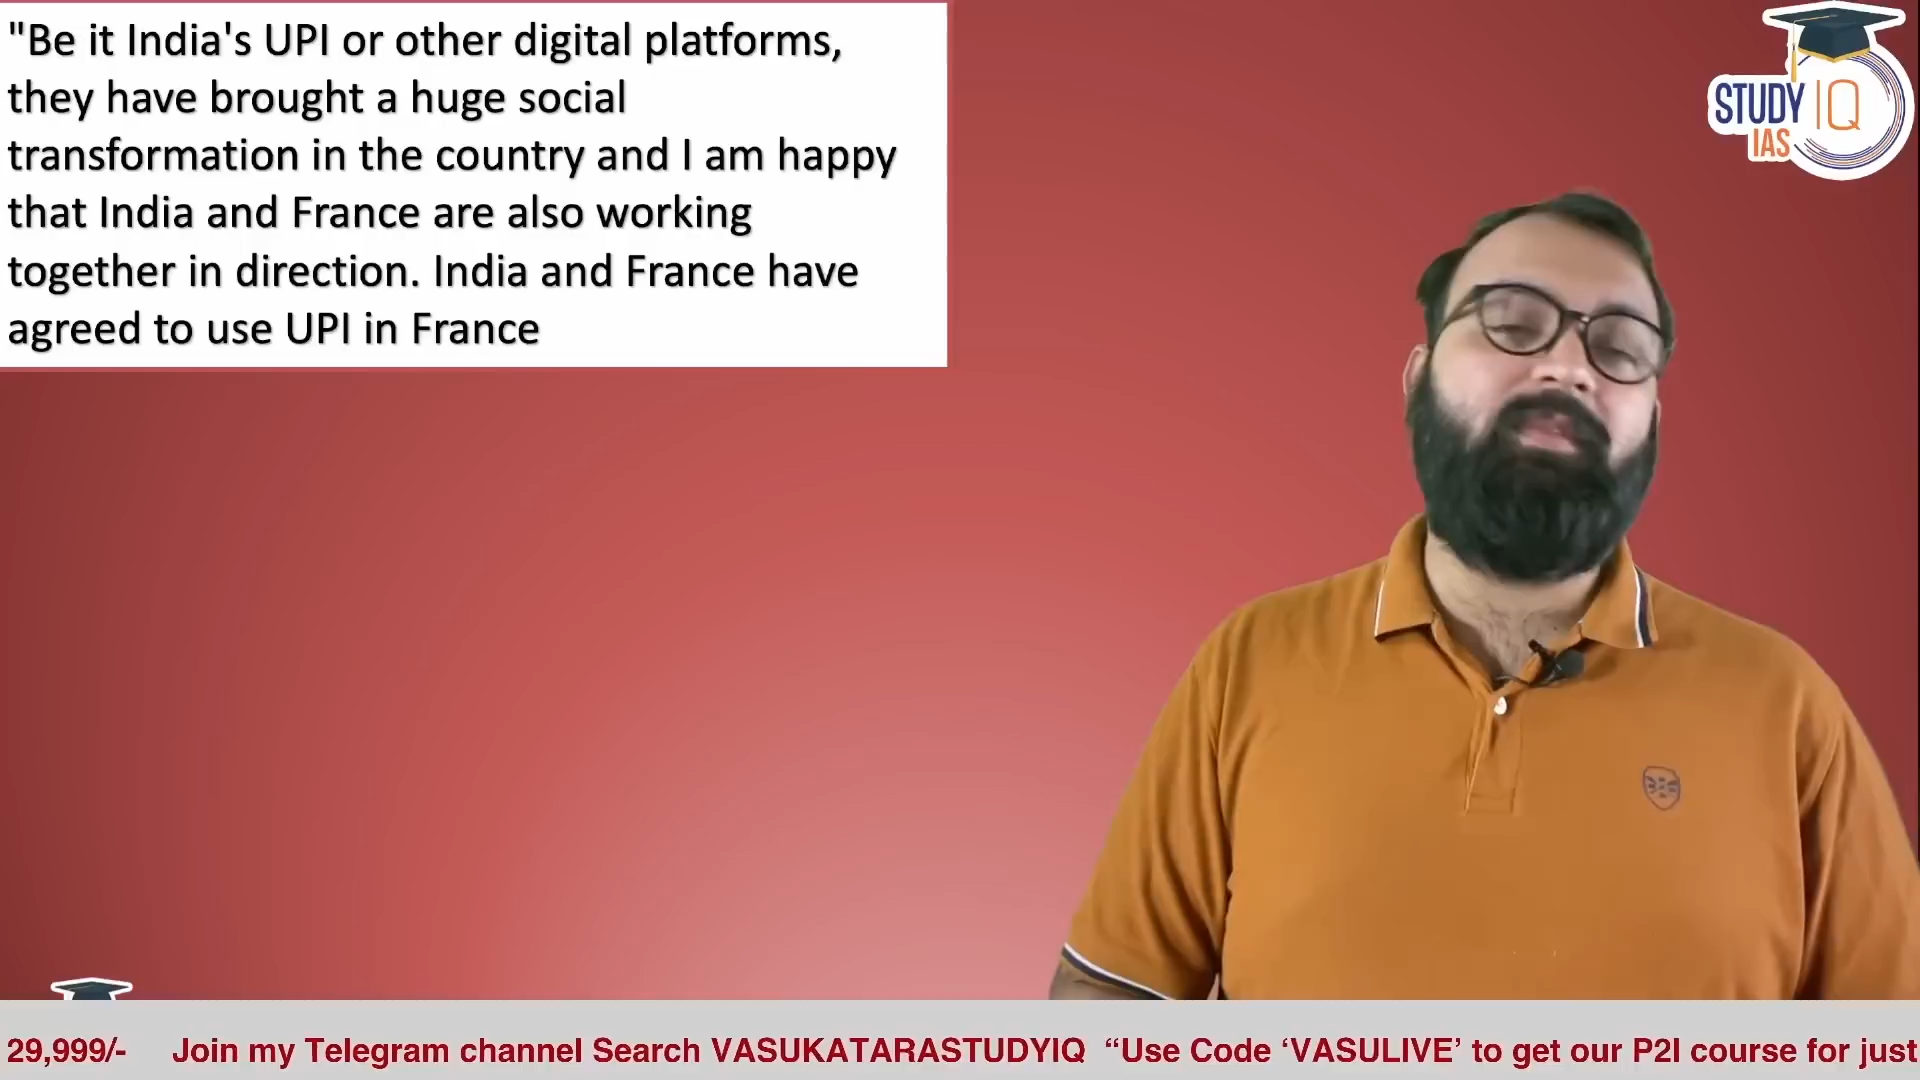 "Be it India's UPI or other digital platforms,
they have brought a huge social
transformation in the country and I am happy
that India and France are also working
together in direction. India and France have
agreed to use UPI in France
STUDY IQ
IAS
29,999/- Join my Telegram channel Search VASUKATARASTUDYIQ “Use Code ‘VASULIVE’ to get our P2I course for just